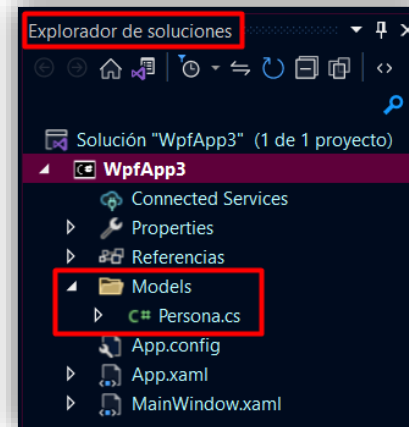 Explorador de soluciones
Solución "WpfApp3" (1 de 1 proyecto)
WpfApp3
Connected Services
Properties
Referencias
Models
C# Persona.cs
App.config
App.xaml
MainWindow.xaml